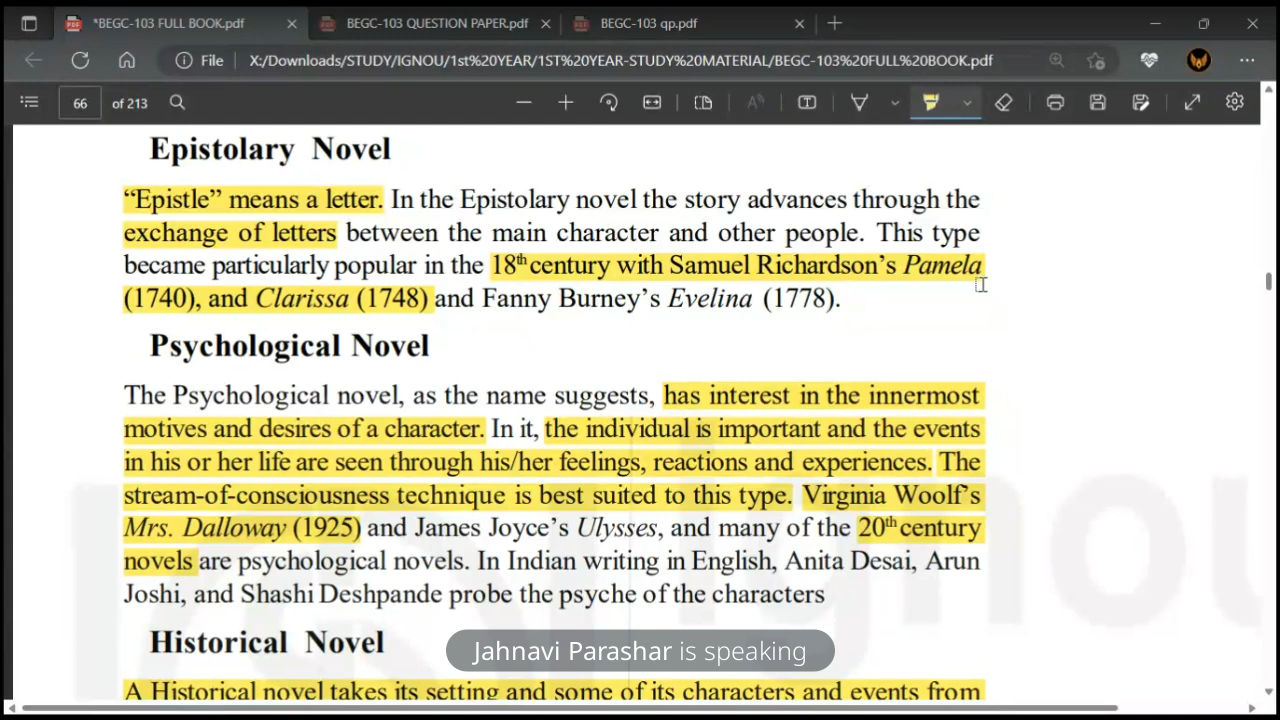 *BEGC-103 FULL BOOK.pdf
BEGC-103 QUESTION PAPER.pdf
BEGC-103 qp.pdf
File
X:/Downloads/STUDY/IGNOU/1st%20YEAR/1ST%20YEAR-STUDY%20MATERIAL/BEGC-103%20FULL%20BOOK.pdf
66 of 213
Epistolary Novel
“Epistle” means a letter. In the Epistolary novel the story advances through the
exchange of letters between the main character and other people. This type
became particularly popular in the 18th century with Samuel Richardson’s Pamela
(1740), and Clarissa (1748) and Fanny Burney’s Evelina (1778).
Psychological Novel
The Psychological novel, as the name suggests, has interest in the innermost
motives and desires of a character. In it, the individual is important and the events
in his or her life are seen through his/her feelings, reactions and experiences. The
stream-of-consciousness technique is best suited to this type. Virginia Woolf’s
Mrs. Dalloway (1925) and James Joyce’s Ulysses, and many of the 20th century
novels are psychological novels. In Indian writing in English, Anita Desai, Arun
Joshi, and Shashi Deshpande probe the psyche of the characters
Historical Novel
Jahnavi Parashar is speaking
A Historical novel takes its setting and some of its characters and events from
ignou